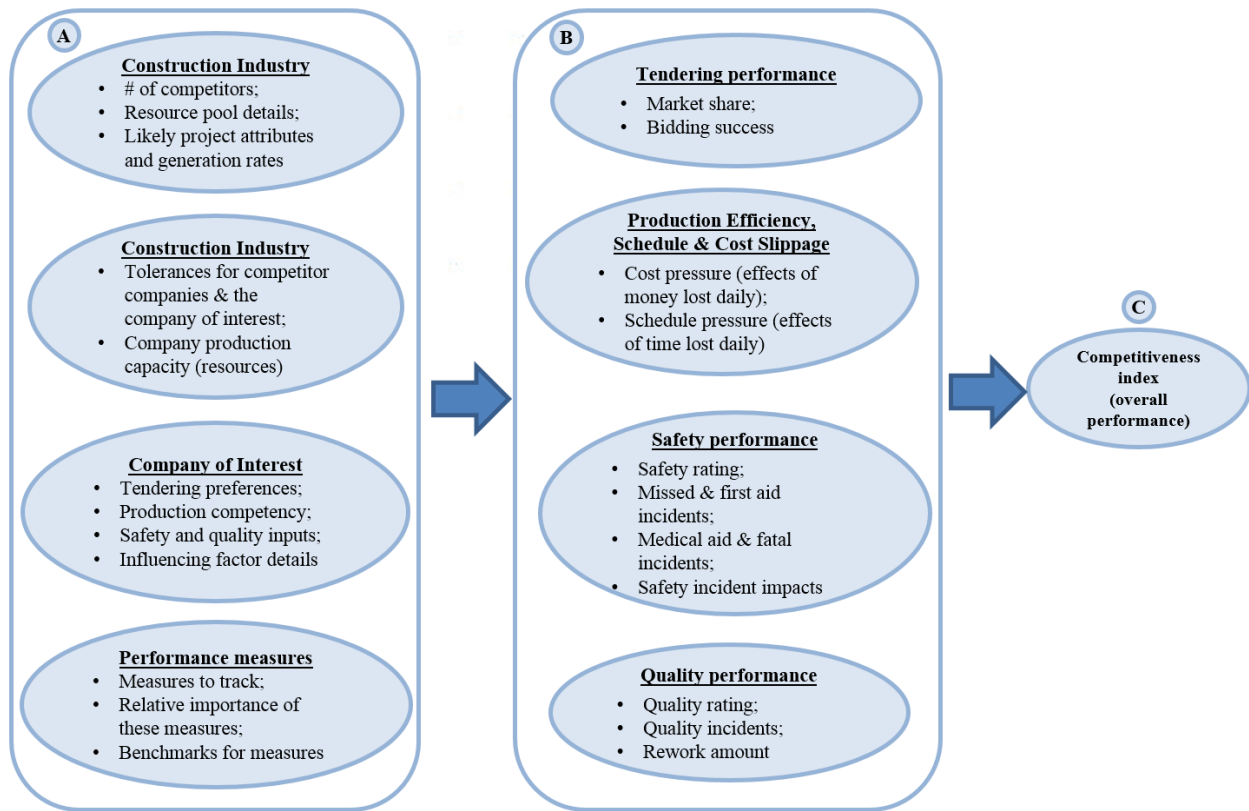 A
Construction Industry
• # of competitors;
• Resource pool details;
• Likely project attributes
and generation rates
Construction Industry
• Tolerances for competitor
companies & the
company of interest;
• Company production
capacity (resources)
Company of Interest
• Tendering preferences;
• Production competency;
• Safety and quality inputs;
• Influencing factor details
Performance measures
• Measures to track;
• Relative importance of
these measures;
• Benchmarks for measures
B
Tendering performance
• Market share;
• Bidding success
Production Efficiency,
Schedule & Cost Slippage
• Cost pressure (effects of
money lost daily);
• Schedule pressure (effects
of time lost daily)
Safety performance
• Safety rating;
• Missed & first aid
incidents;
• Medical aid & fatal
incidents;
• Safety incident impacts
Quality performance
• Quality rating;
• Quality incidents;
• Rework amount
C
Competitiveness
index
(overall
performance)